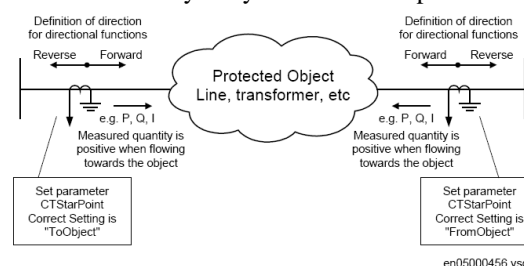 Definition of direction
for directional functions
Reverse Forward
Definition of direction
for directional functions
Forward Reverse
Protected Object
Line, transformer, etc
e.g. P, Q, I
Measured quantity is
positive when flowing
towards the object
e.g. P, Q, I
Measured quantity is
positive when flowing
towards the object
Set parameter
CTStarPoint
Correct Setting is
"ToObject"
Set parameter
CTStarPoint
Correct Setting is
"FromObject"
en05000456.vsd